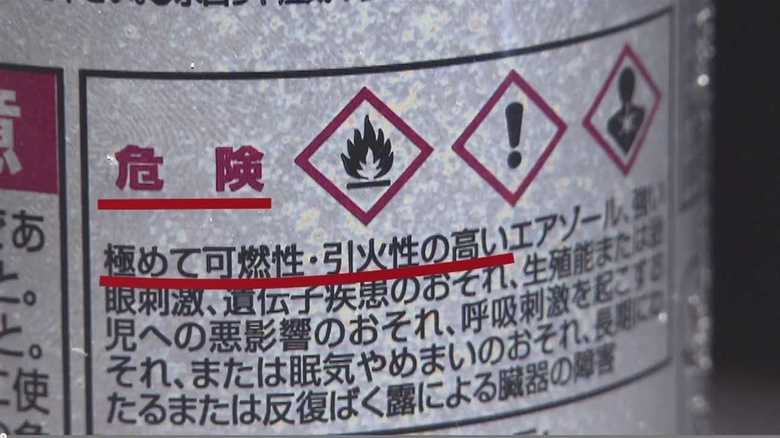 危険
極めて可燃性・引火性の高いエアゾール、強い
眼刺激、遺伝子疾患のおそれ、生殖能または胎
児への悪影響のおそれ、呼吸刺激を起こすお
それ、または眠気やめまいのおそれ、長期にわ
たるまたは反復ばく露による臓器の障害
意
あ
と。
と。
使